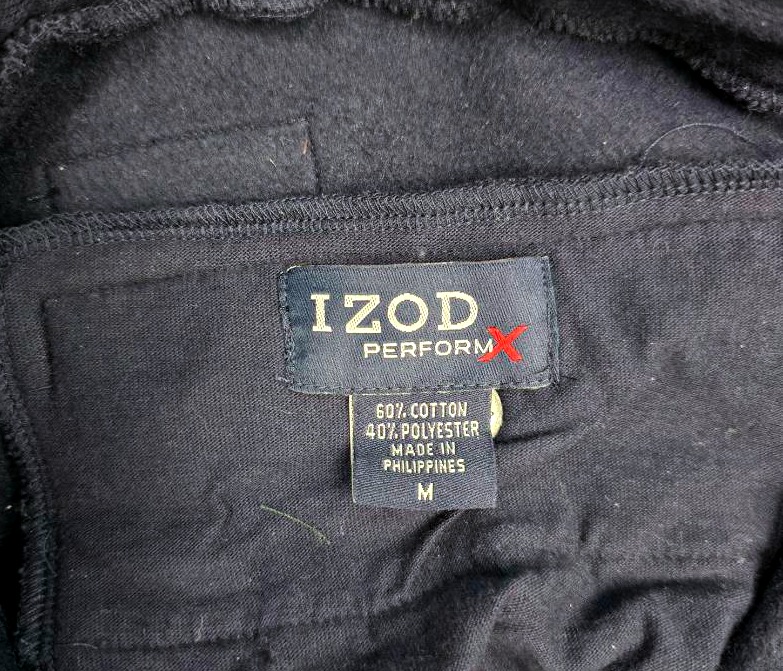 IZOD
PERFORMX
60% COTTON
40% POLYESTER
MADE IN
PHILIPPINES
M